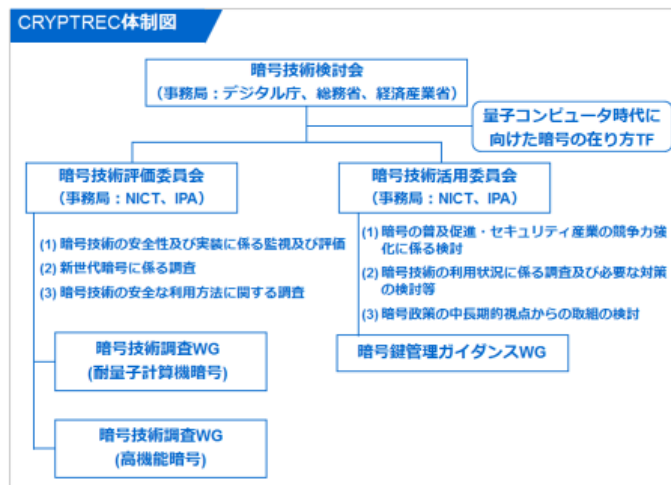 CRYPTREC体制図
暗号技術検討会
(事務局：デジタル庁、総務省、経済産業省)
量子コンピュータ時代に
向けた暗号の在り方TF
暗号技術評価委員会
(事務局：NICT、IPA)
(1) 暗号技術の安全性及び実装に係る監視及び評価
(2) 新世代暗号に係る調査
(3) 暗号技術の安全な利用方法に関する調査
暗号技術調査WG
(耐量子計算機暗号)
暗号技術調査WG
(高機能暗号)
暗号技術活用委員会
(事務局：NICT、IPA)
(1) 暗号の普及促進・セキュリティ産業の競争力強
化に係る検討
(2) 暗号技術の利用状況に係る調査及び必要な対策
の検討等
(3) 暗号政策の中長期的視点からの取組の検討
暗号鍵管理ガイダンスWG